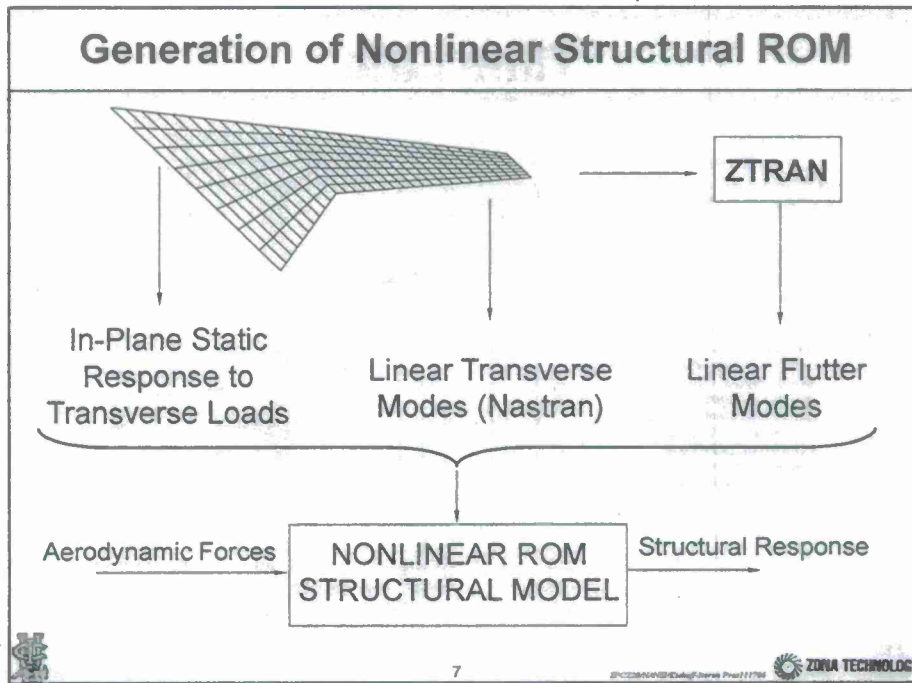 Generation of Nonlinear Structural ROM
ZTRAN
In-Plane Static
Response to
Transverse Loads
Linear Transverse
Modes (Nastran)
Linear Flutter
Modes
Aerodynamic Forces
NONLINEAR ROM
STRUCTURAL MODEL
Structural Response
7
ZONA TECHNOLOG